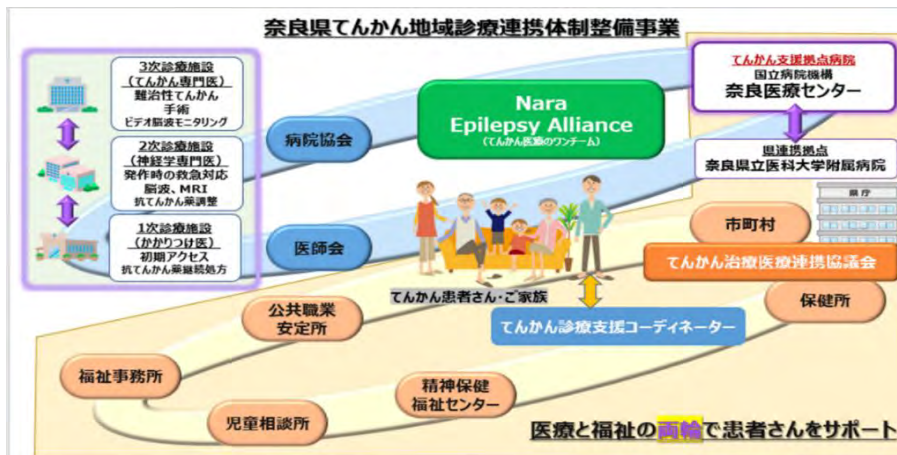 奈良県てんかん地域診療連携体制整備事業
3次診療施設
(てんかん専門医)
難治性てんかん
手術
ビデオ脳波モニタリング
2次診療施設
(神経学専門医)
発作時の救急対応
脳波、MRI
抗てんかん薬調整
1次診療施設
(かかりつけ医)
初期アクセス
抗てんかん薬継続処方
病院協会
医師会
Nara
Epilepsy Alliance
(てんかん医療のワンチーム)
てんかん支援拠点病院
国立病院機構
奈良医療センター
県連携拠点
奈良県立医科大学附属病院
県庁
市町村
てんかん治療医療連携協議会
保健所
てんかん患者さん・ご家族
てんかん診療支援コーディネーター
公共職業
安定所
福祉事務所
児童相談所
精神保健
福祉センター
医療と福祉の両輪で患者さんをサポート